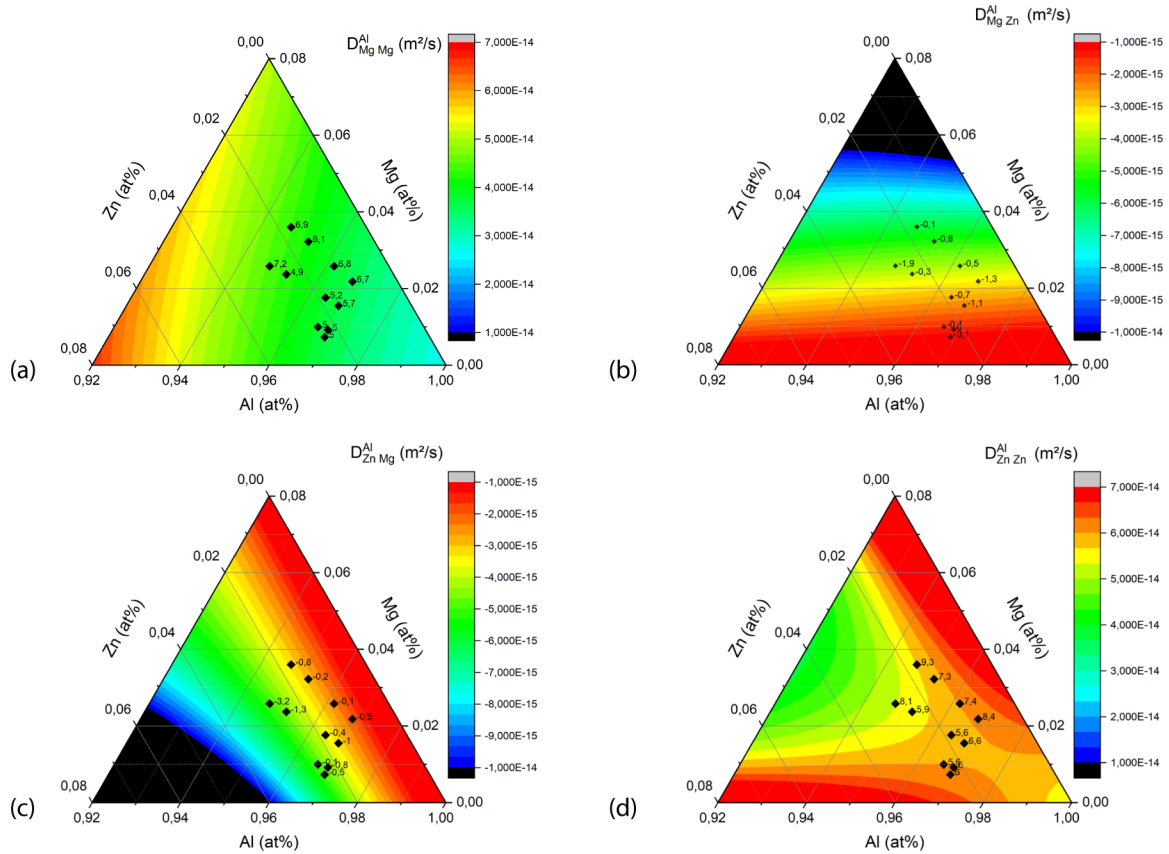 D^Al_Mg Mg (m²/s)
0,00
0,08
0,02
0,06
Zn (at%)
Mg (at%)
0,04
0,04
0,06
0,02
0,08
0,00
0,92
0,94
0,96
0,98
1,00
Al (at%)
6,9
6,1
7,2
4,9
6,8
6,7
5,2
5,7
7,000E-14
6,000E-14
5,000E-14
4,000E-14
3,000E-14
2,000E-14
1,000E-14
(a)
D^Al_Mg Zn (m²/s)
0,00
0,08
0,02
0,06
Zn (at%)
Mg (at%)
0,04
0,04
0,06
0,02
0,08
0,00
0,92
0,94
0,96
0,98
1,00
Al (at%)
-0,1
-0,8
-1,9
-0,3
-0,5
-1,3
-0,7
-1,1
-0,4
-0,1
-1,000E-15
-2,000E-15
-3,000E-15
-4,000E-15
-5,000E-15
-6,000E-15
-7,000E-15
-8,000E-15
-9,000E-15
-1,000E-14
(b)
D^Al_Zn Mg (m²/s)
0,00
0,08
0,02
0,06
Zn (at%)
Mg (at%)
0,04
0,04
0,06
0,02
0,08
0,00
0,92
0,94
0,96
0,98
1,00
Al (at%)
-0,8
-0,2
-3,2
-1,3
-0,1
-0,5
-0,4
-1
-0,1
-0,8
-0,5
-1,000E-15
-2,000E-15
-3,000E-15
-4,000E-15
-5,000E-15
-6,000E-15
-7,000E-15
-8,000E-15
-9,000E-15
-1,000E-14
(c)
D^Al_Zn Zn (m²/s)
0,00
0,08
0,02
0,06
Zn (at%)
Mg (at%)
0,04
0,04
0,06
0,02
0,08
0,00
0,92
0,94
0,96
0,98
1,00
Al (at%)
9,3
7,3
8,1
5,9
7,4
8,4
5,6
6,6
7,000E-14
6,000E-14
5,000E-14
4,000E-14
3,000E-14
2,000E-14
1,000E-14
(d)